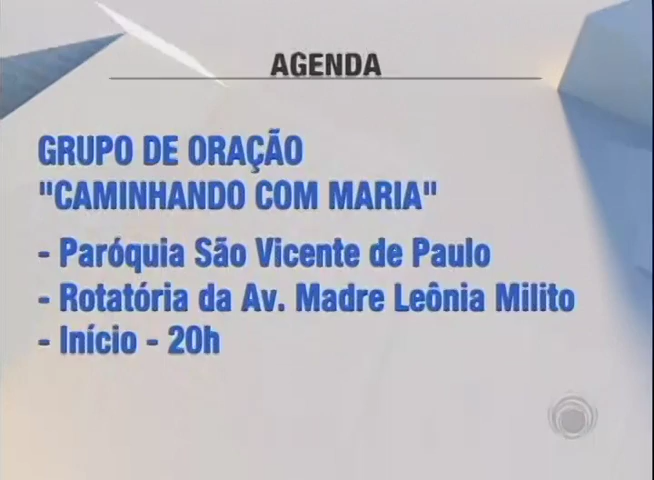 AGENDA
GRUPO DE ORAÇÃO
"CAMINHANDO COM MARIA"
- Paróquia São Vicente de Paulo
- Rotatória da Av. Madre Leônia Milito
- Início - 20h